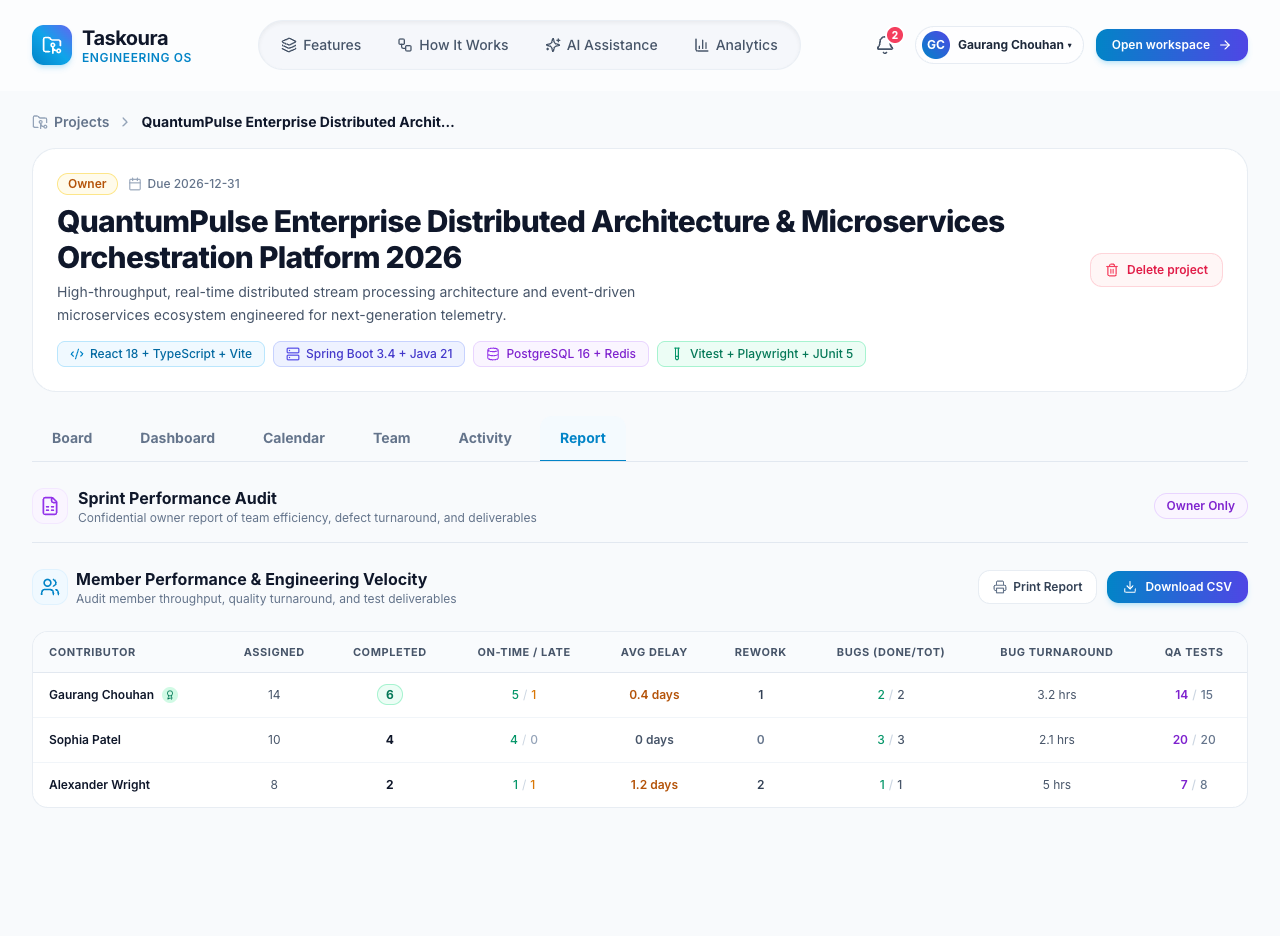 Taskoura
ENGINEERING OS
Features
How It Works
AI Assistance
Analytics
2
GC
Gaurang Chouhan ▾
Open workspace
Projects
QuantumPulse Enterprise Distributed Archit...
Owner
Due 2026-12-31
QuantumPulse Enterprise Distributed Architecture & Microservices
Orchestration Platform 2026
Delete project
High-throughput, real-time distributed stream processing architecture and event-driven
microservices ecosystem engineered for next-generation telemetry.
React 18 + TypeScript + Vite
Spring Boot 3.4 + Java 21
PostgreSQL 16 + Redis
Vitest + Playwright + JUnit 5
Board
Dashboard
Calendar
Team
Activity
Report
Sprint Performance Audit
Confidential owner report of team efficiency, defect turnaround, and deliverables
Owner Only
Member Performance & Engineering Velocity
Audit member throughput, quality turnaround, and test deliverables
Print Report
Download CSV
CONTRIBUTOR ASSIGNED COMPLETED ON-TIME / LATE AVG DELAY REWORK BUGS (DONE/TOT) BUG TURNAROUND QA TESTS
Gaurang Chouhan 14 6 5 / 1 0.4 days 1 2 / 2 3.2 hrs 14 / 15
Sophia Patel 10 4 4 / 0 0 days 0 3 / 3 2.1 hrs 20 / 20
Alexander Wright 8 2 1 / 1 1.2 days 2 1 / 1 5 hrs 7 / 8